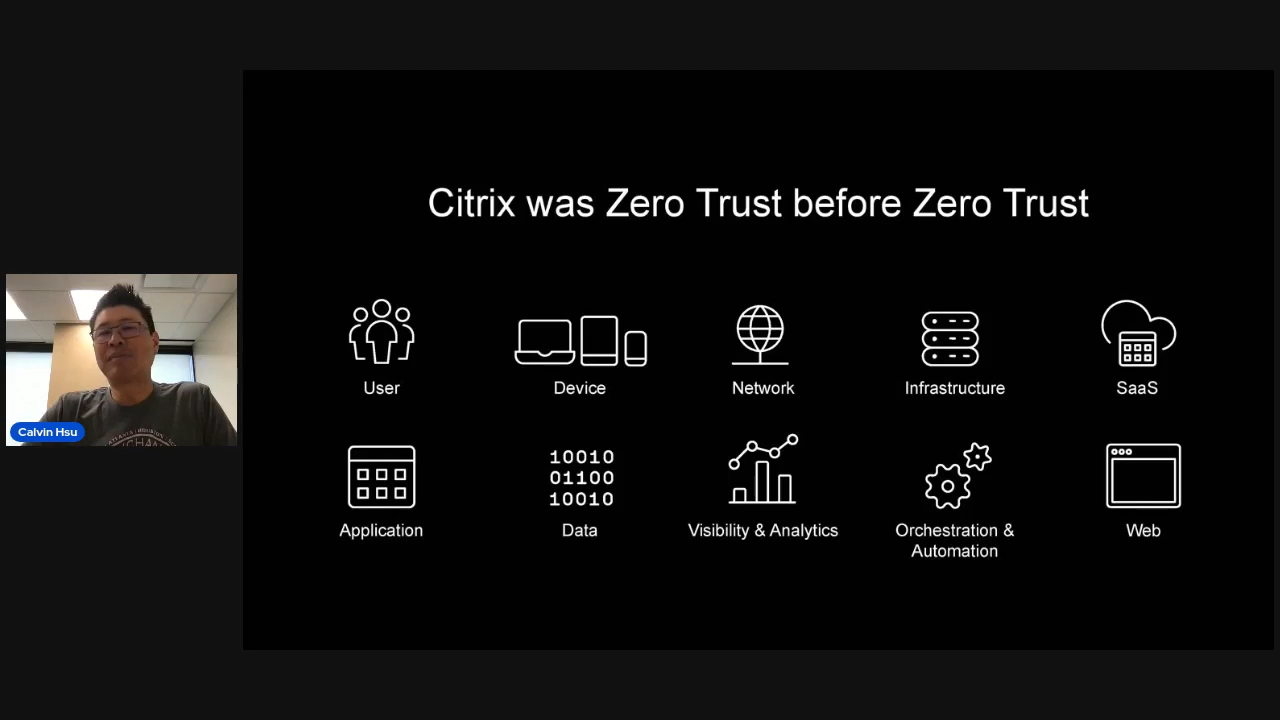 Citrix was Zero Trust before Zero Trust
User
Device
Network
Infrastructure
SaaS
10010
01100
10010
Application
Data
Visibility & Analytics
Orchestration &
Automation
Web
Calvin Hsu